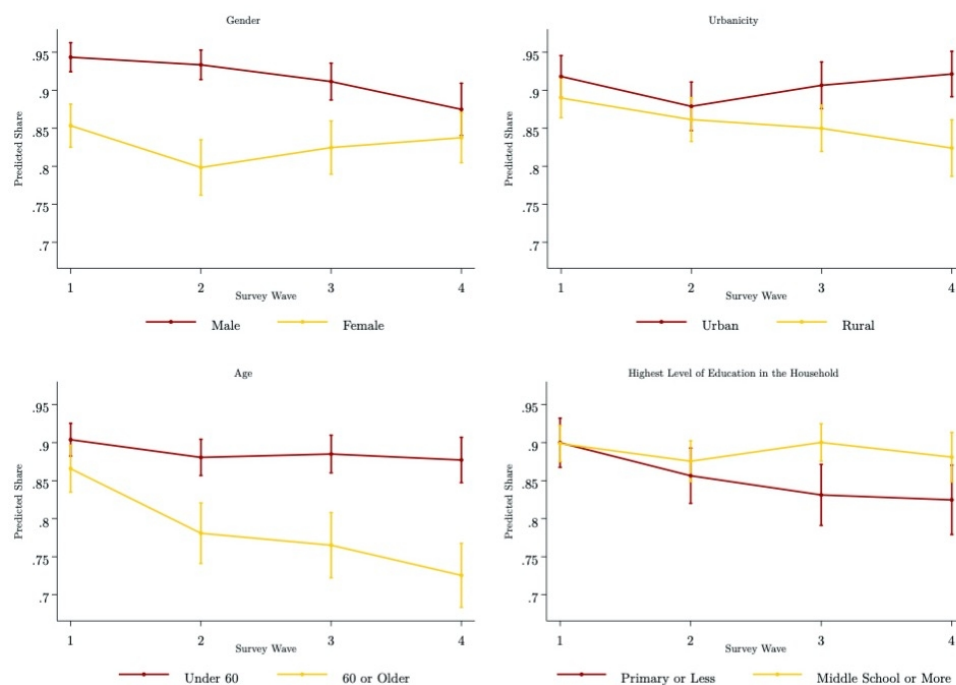 Gender
Predicted Share
.95
.9
.85
.8
.75
.7
1 2 3 4
Survey Wave
Male Female
Urbanicity
Predicted Share
.95
.9
.85
.8
.75
.7
1 2 3 4
Survey Wave
Urban Rural
Age
Predicted Share
.95
.9
.85
.8
.75
.7
1 2 3 4
Survey Wave
Under 60 60 or Older
Highest Level of Education in the Household
Predicted Share
.95
.9
.85
.8
.75
.7
1 2 3 4
Survey Wave
Primary or Less Middle School or More